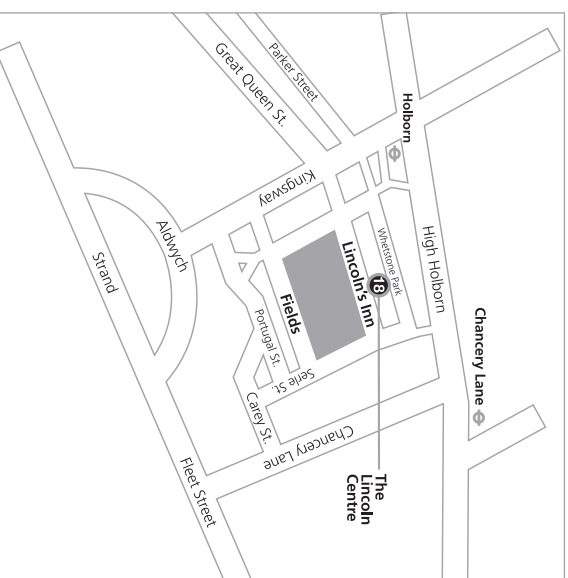 Parker Street
Great Queen St.
Holborn
Kingsway
Aldwych
Strand
Whetstone Park
High Holborn
Lincoln's Inn
Fields
18
Portugal St.
Serle St.
Carey St.
Chancery Lane
Chancery Lane
Fleet Street
The
Lincoln
Centre